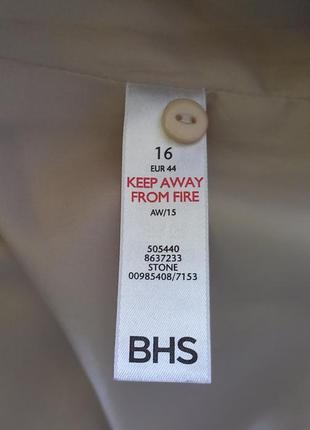 16
EUR 44
KEEP AWAY
FROM FIRE
AW/15
505440
8637233
STONE
00985408/7153
BHS